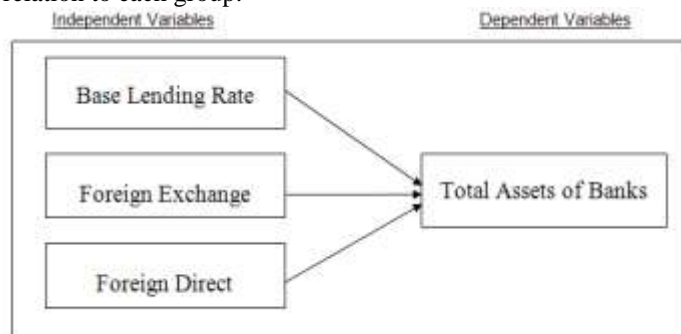 relation to each group.
Independent Variables
Dependent Variables
Base Lending Rate
Foreign Exchange
Total Assets of Banks
Foreign Direct